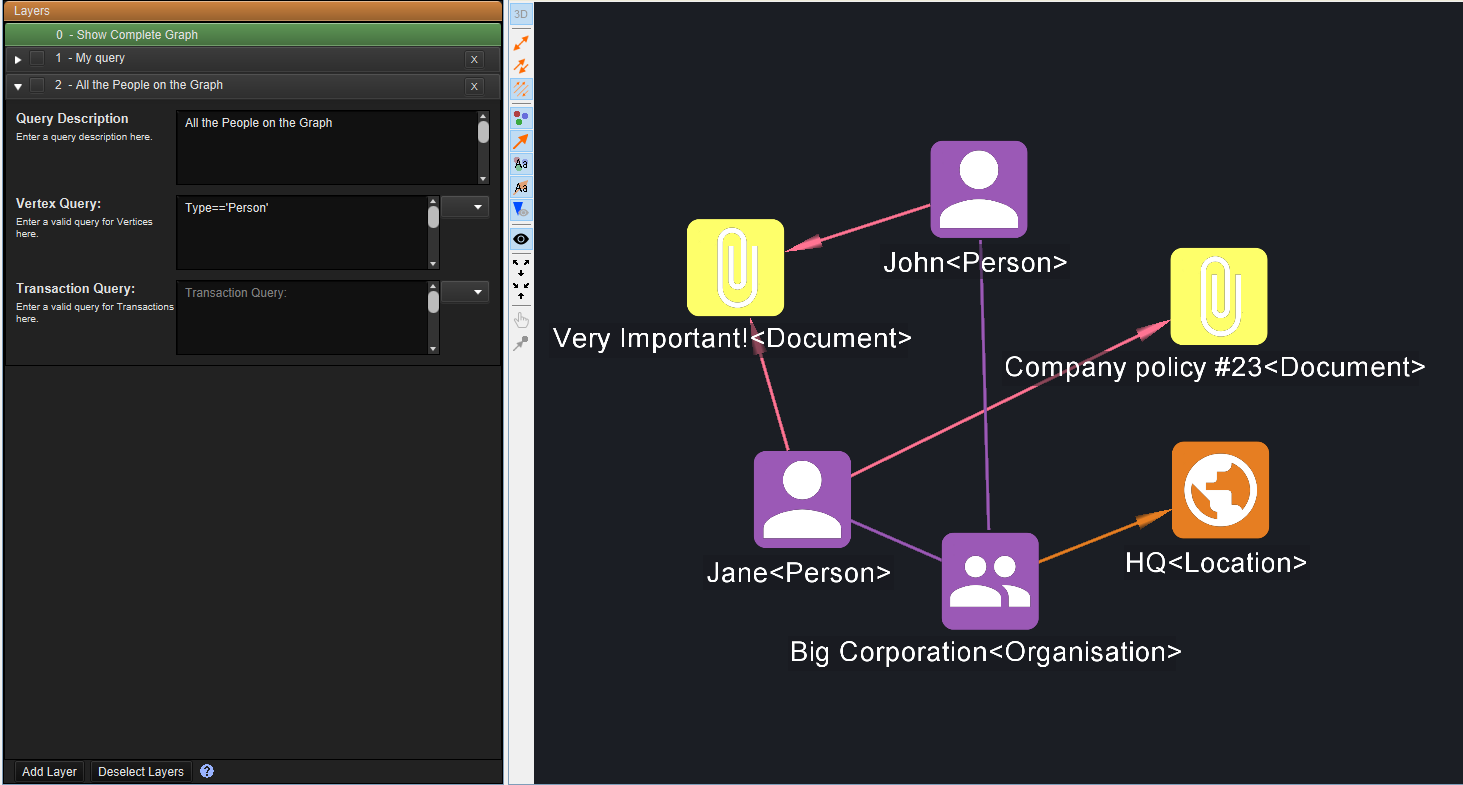 Layers
0 - Show Complete Graph
1 - My query
X
2 - All the People on the Graph
X
Query Description
Enter a query description here.
All the People on the Graph
Vertex Query:
Enter a valid query for Vertices
here.
Type=='Person'
Transaction Query:
Enter a valid query for Transactions
here.
Transaction Query:
Add Layer
Deselect Layers
?
3D
Aa
Aa
John<Person>
Very Important!<Document>
Company policy #23<Document>
Jane<Person>
HQ<Location>
Big Corporation<Organisation>